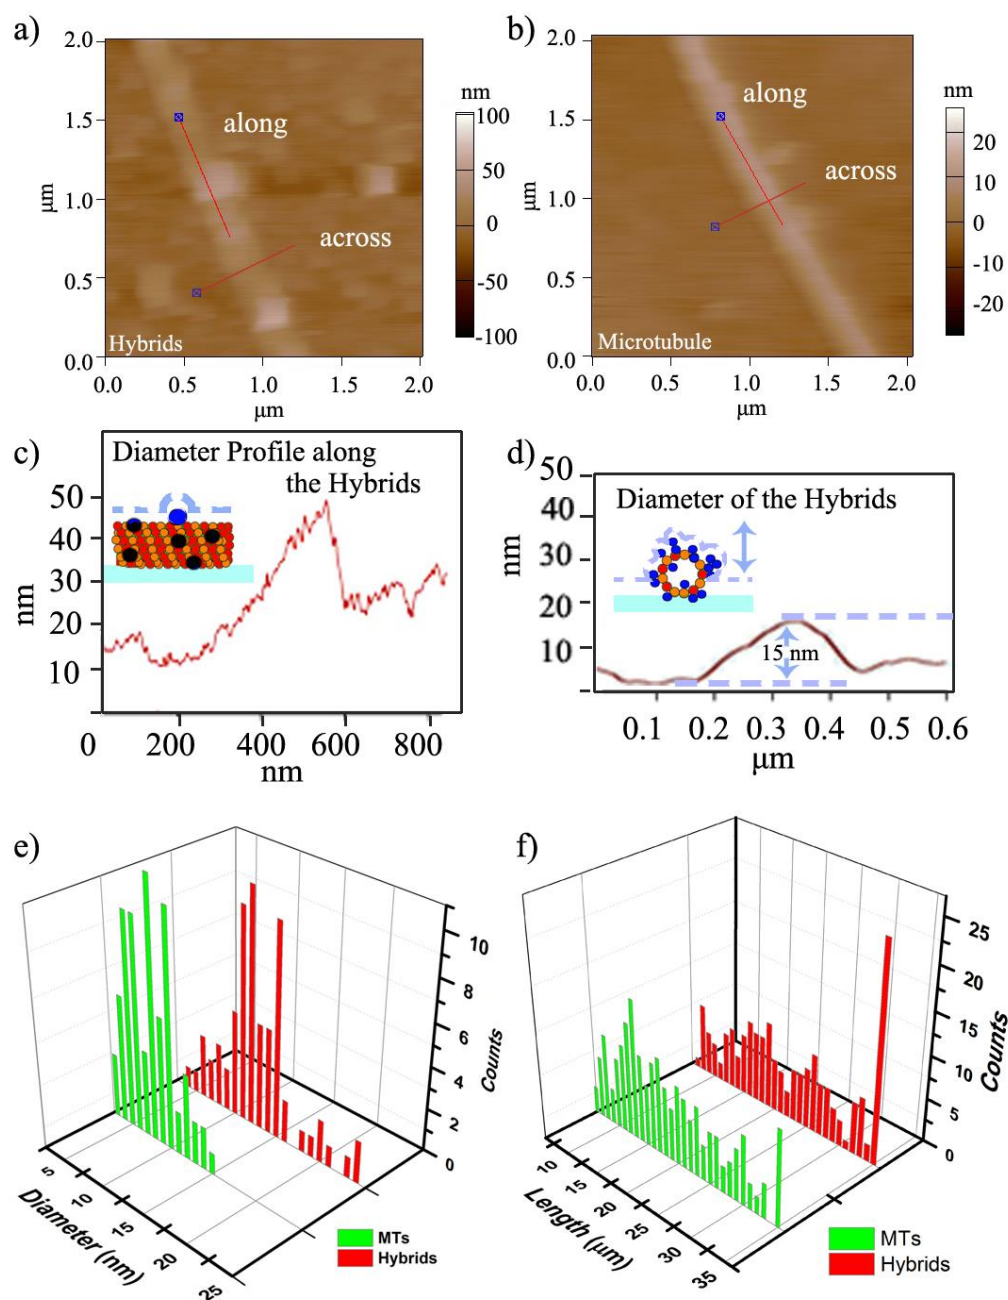 a)
2.0
1.5
1.0
0.5
0.0
μm
along
across
Hybrids
0.0
0.5
1.0
1.5
2.0
μm
nm
100
50
0
-50
-100
b)
2.0
1.5
1.0
0.5
0.0
μm
along
across
Microtubule
0.0
0.5
1.0
1.5
2.0
μm
nm
20
10
0
-10
-20
c)
Diameter Profile along
the Hybrids
50
40
30
20
10
nm
0
200
400
600
800
nm
d)
Diameter of the Hybrids
50
40
30
20
10
nm
15 nm
0.1
0.2
0.3
0.4
0.6
μm
e)
10
8
6
4
2
0
Counts
5
10
15
20
25
Diameter (nm)
MTs
Hybrids
f)
25
20
15
10
5
0
Counts
10
15
20
25
30
35
Length (μm)
MTs
Hybrids